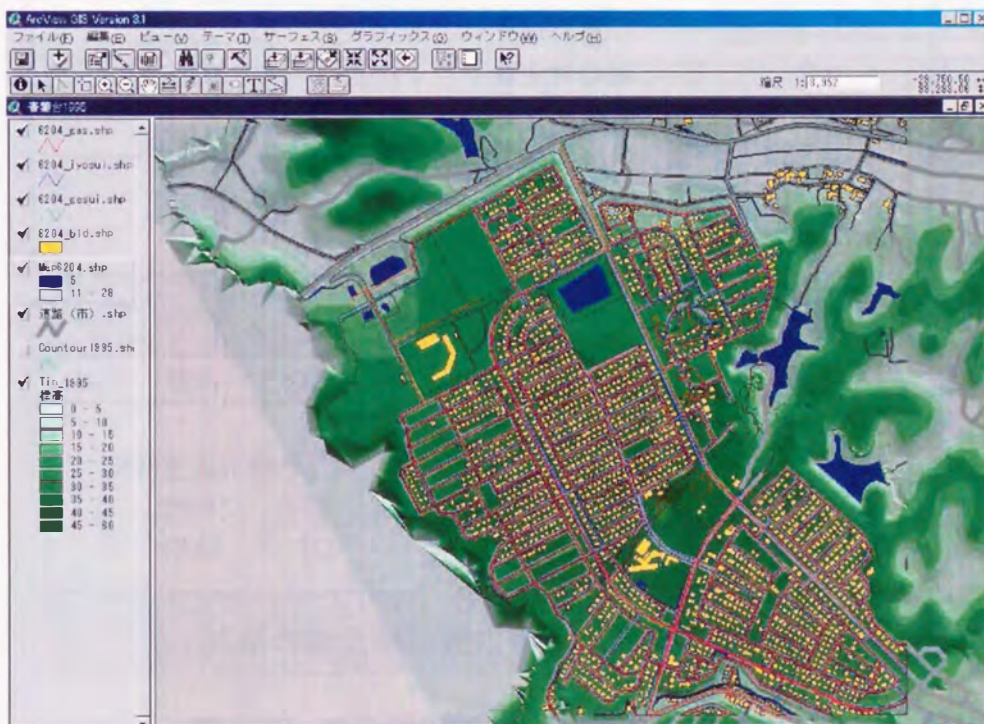 ArcView GIS Version 3.1
ファイル(F) 編集(E) ビュー(V) テーマ(T) サーフェス(S) グラフィックス(G) ウィンドウ(W) ヘルプ(H)
縮尺 1:
1995
6204_gas.shp
6204_jyosui.shp
6204_gesui.shp
6204_bld.shp
Map6204.shp
5
11 - 28
道路（市）.shp
Countour1995.sh
Tin_1995
標高
0 - 5
5 - 10
10 - 15
15 - 20
20 - 25
25 - 30
30 - 35
35 - 40
40 - 45
45 - 60